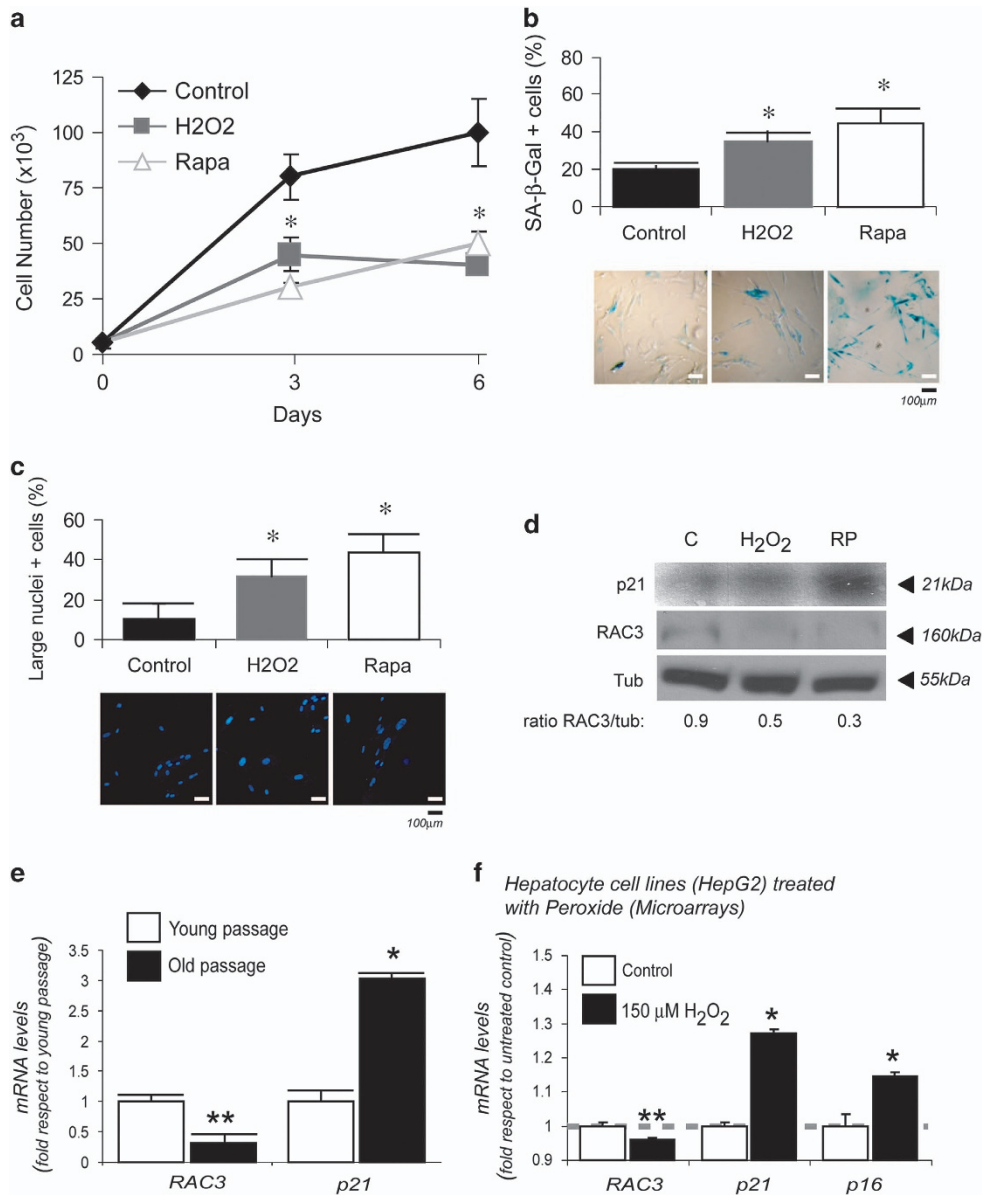 a
125
100
75
50
25
0
Cell Number (x10³)
Control
H2O2
Rapa
*
*
0 3 6
Days
b
80
60
40
20
0
SA-β-Gal + cells (%)
*
*
Control H2O2 Rapa
100μm
c
60
40
20
0
Large nuclei + cells (%)
*
*
Control H2O2 Rapa
100μm
d
C H₂O₂ RP
p21 21kDa
RAC3 160kDa
Tub 55kDa
ratio RAC3/tub: 0.9 0.5 0.3
e
Young passage
Old passage
3.5
3
2.5
2
1.5
1
0.5
0
mRNA levels
(fold respect to young passage)
**
*
RAC3 p21
f
Hepatocyte cell lines (HepG2) treated
with Peroxide (Microarrays)
Control
150 μM H₂O₂
1.5
1.4
1.3
1.2
1.1
1
0.9
mRNA levels
(fold respect to untreated control)
**
*
*
RAC3 p21 p16